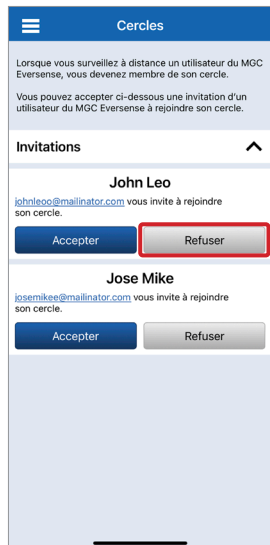 Cercles
Lorsque vous surveillez à distance un utilisateur du MGC
Eversense, vous devenez membre de son cercle.
Vous pouvez accepter ci-dessous une invitation d'un
utilisateur du MGC Eversense à rejoindre son cercle.
Invitations
John Leo
johnleoo@mailinator.com vous invite à rejoindre
son cercle.
Accepter Refuser
Jose Mike
josemikee@mailinator.com vous invite à rejoindre
son cercle.
Accepter Refuser